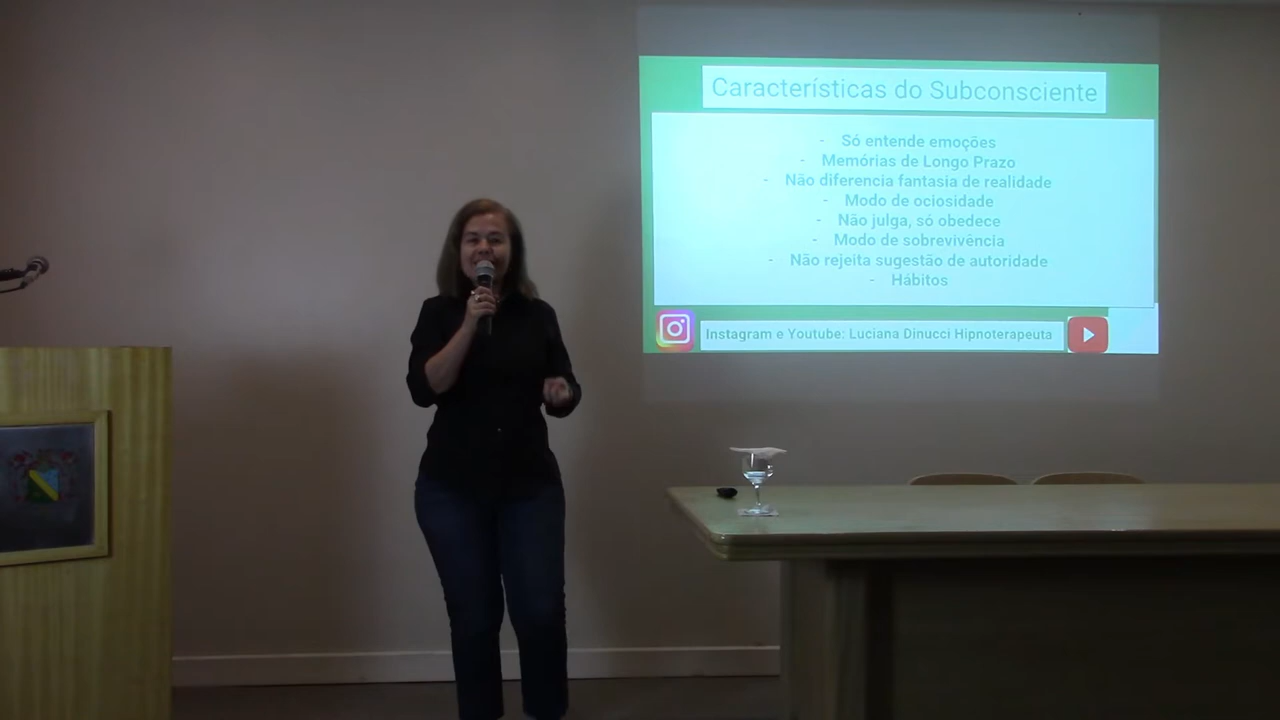 Características do Subconsciente
- Só entende emoções
- Memórias de Longo Prazo
- Não diferencia fantasia de realidade
- Modo de ociosidade
- Não julga, só obedece
- Modo de sobrevivência
- Não rejeita sugestão de autoridade
- Hábitos
Instagram e Youtube: Luciana Dinucci Hipnoterapeuta